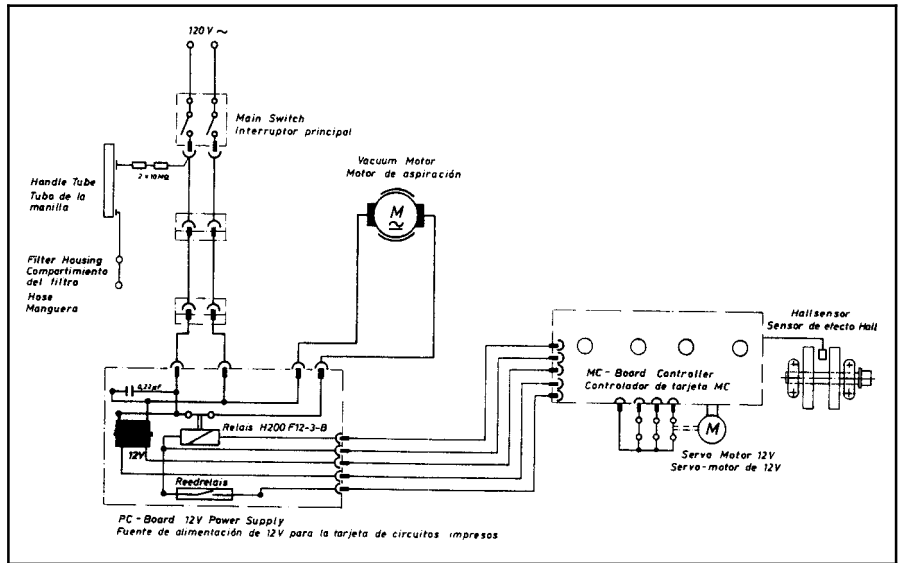 120 V ~
Main Switch
Interruptor principal
Vacuum Motor
Motor de aspiración
M
2 x 10 MΩ
Handle Tube
Tubo de la
manilla
Filter Housing
Compartimiento
del filtro
Hose
Manguera
Hallsensor
Sensor de efecto Hall
MC-Board Controller
Controlador de tarjeta MC
0,22 µF
Relais H200 F12-3-B
12V
M
Servo Motor 12V
Servo-motor de 12V
Reedrelais
PC-Board 12V Power Supply
Fuente de alimentación de 12V para la tarjeta de circuitos impresos